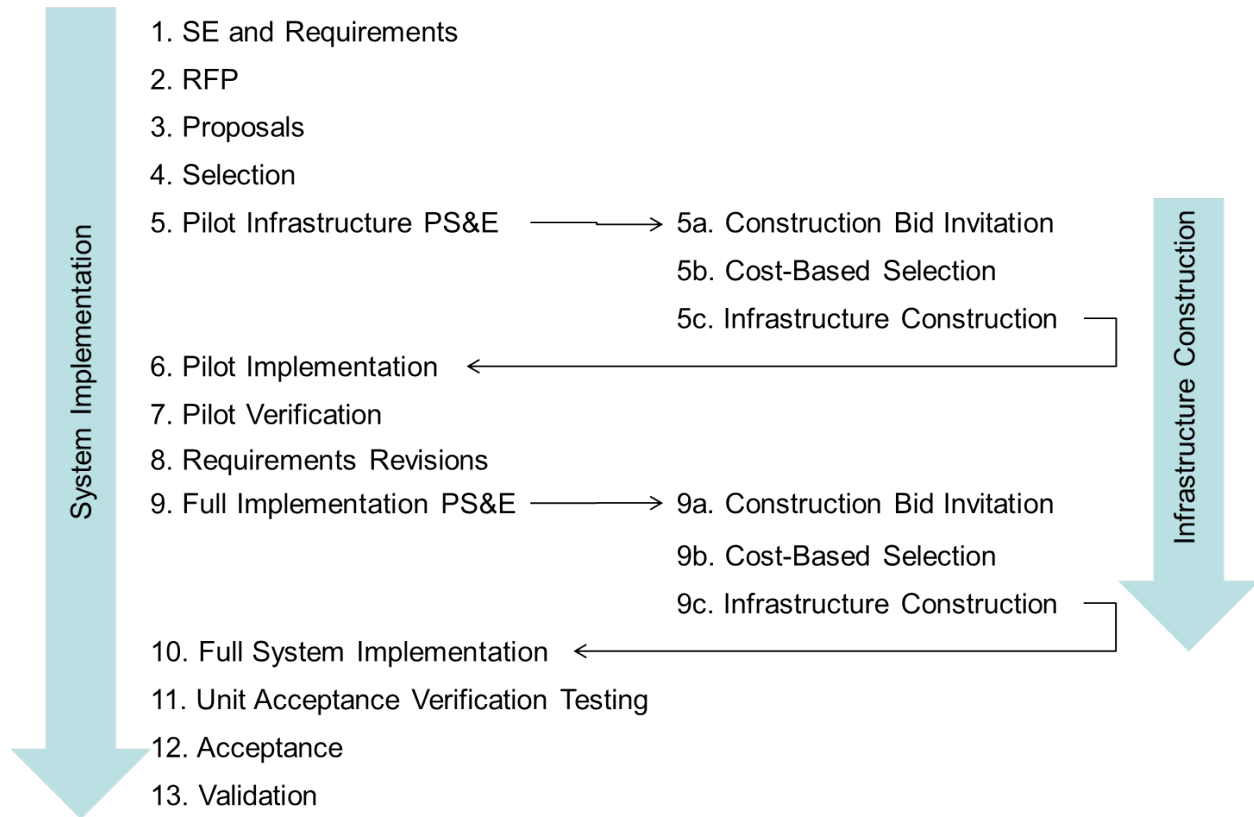 System Implementation
1. SE and Requirements
2. RFP
3. Proposals
4. Selection
5. Pilot Infrastructure PS&E
5a. Construction Bid Invitation
5b. Cost-Based Selection
5c. Infrastructure Construction
6. Pilot Implementation
7. Pilot Verification
8. Requirements Revisions
9. Full Implementation PS&E
9a. Construction Bid Invitation
9b. Cost-Based Selection
9c. Infrastructure Construction
10. Full System Implementation
11. Unit Acceptance Verification Testing
12. Acceptance
13. Validation
Infrastructure Construction